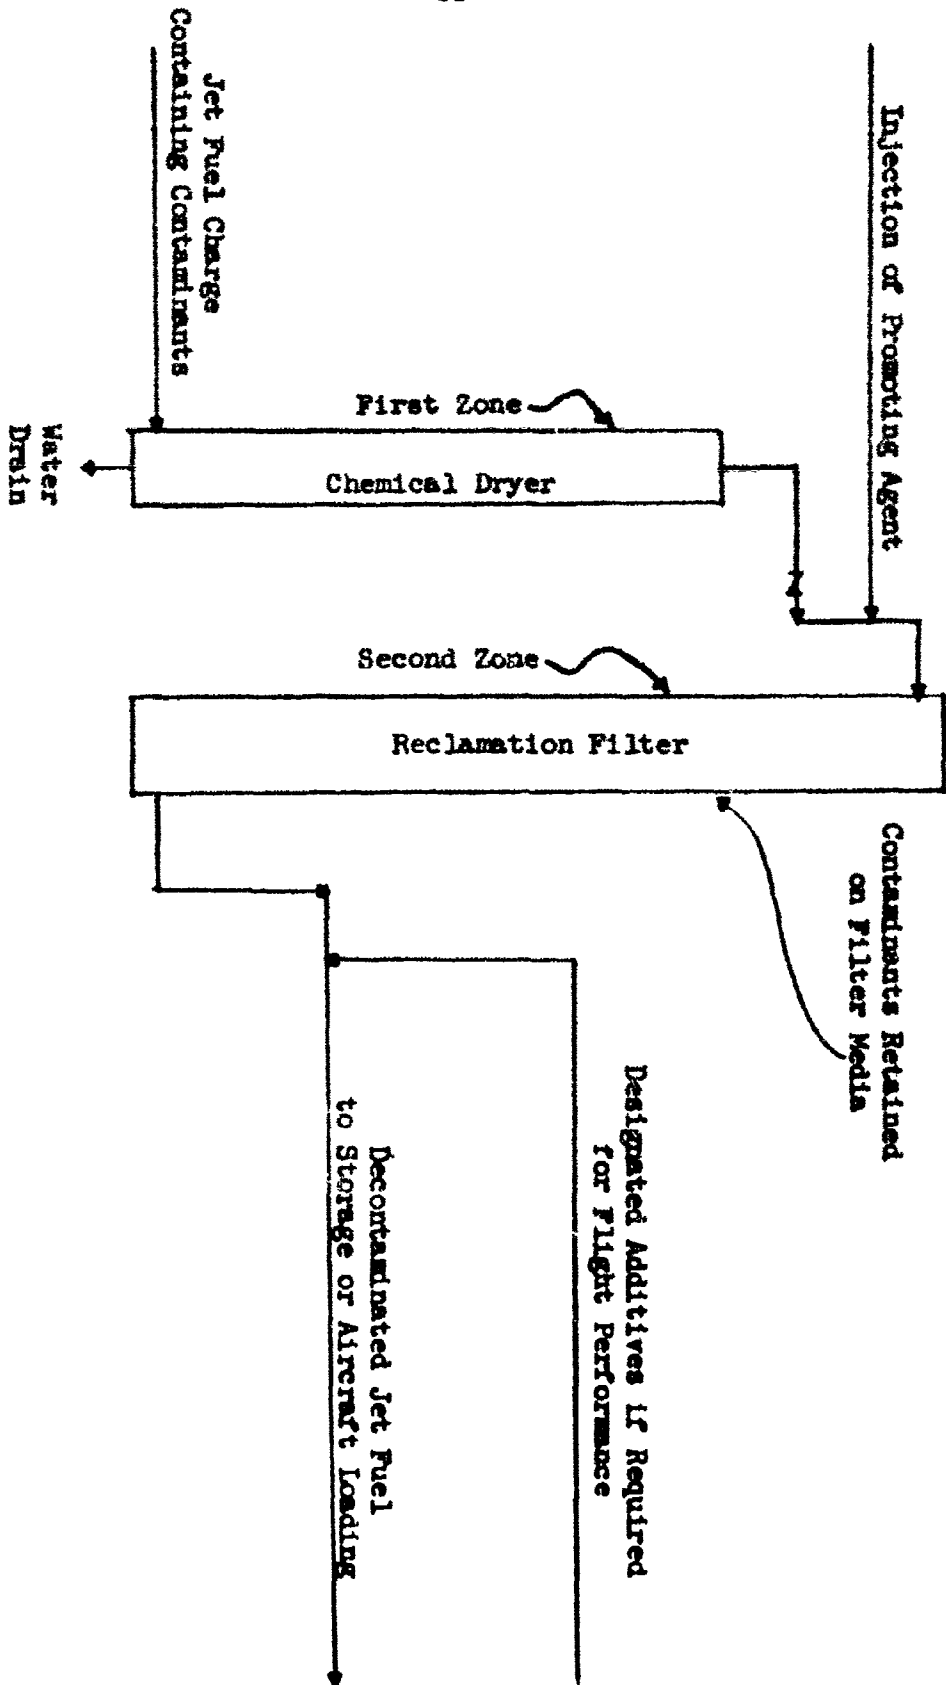 Injection of Promoting Agent
Jet Fuel Charge
Containing Contaminants
First Zone
Chemical Dryer
Water
Drain
Second Zone
Reclamation Filter
Contaminants Retained
on Filter Media
Designated Additives if Required
for Flight Performance
Decontaminated Jet Fuel
to Storage or Aircraft Loading